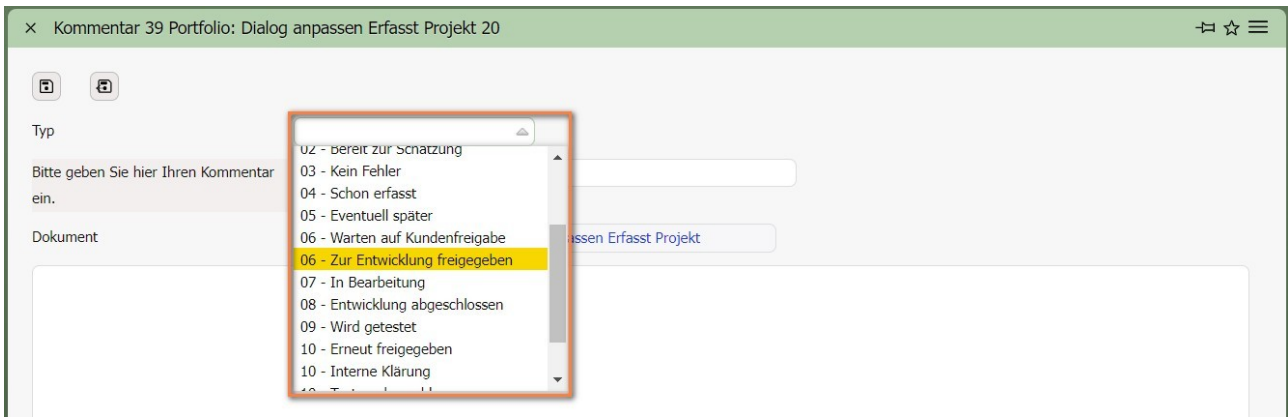 Kommentar 39 Portfolio: Dialog anpassen Erfasst Projekt 20
Typ
02 - Bereit zur Schätzung
Bitte geben Sie hier Ihren Kommentar
ein.
03 - Kein Fehler
04 - Schon erfasst
05 - Eventuell später
Dokument
06 - Warten auf Kundenfreigabe
assen Erfasst Projekt
06 - Zur Entwicklung freigegeben
07 - In Bearbeitung
08 - Entwicklung abgeschlossen
09 - Wird getestet
10 - Erneut freigegeben
10 - Interne Klärung